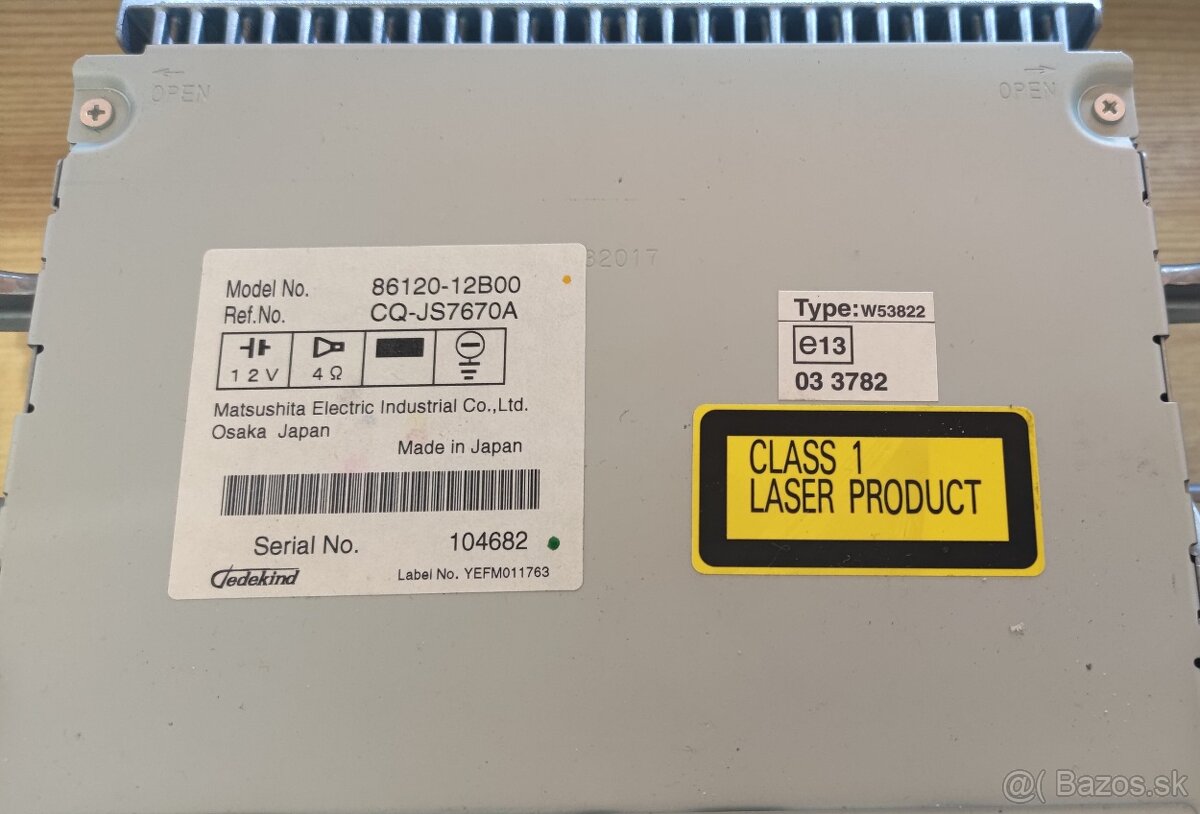 OPEN
OPEN
32017
Model No. 86120-12B00
Ref.No. CQ-JS7670A
12V 4Ω
Matsushita Electric Industrial Co.,Ltd.
Osaka Japan
Made in Japan
Serial No. 104682
Dedekind
Label No. YEFM011763
Type:W53822
e13
03 3782
CLASS 1
LASER PRODUCT
@( Bazos.sk